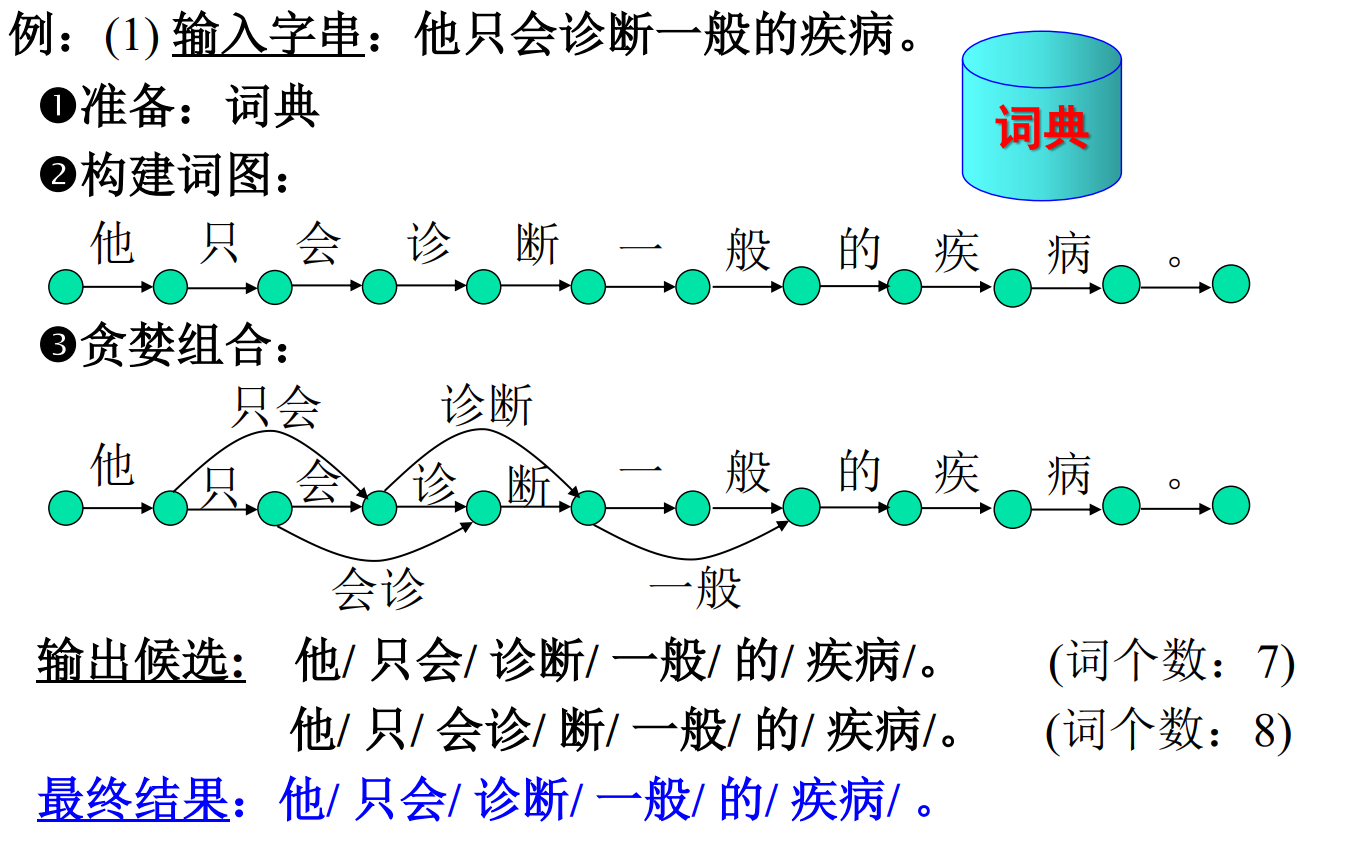 例：(1) 输入字串：他只会诊断一般的疾病。
词典
❶准备：词典
❷构建词图：
他 只 会 诊 断 一 般 的 疾 病 。
❸贪婪组合：
只会 诊断
他 只 会 诊 断 一 般 的 疾 病 。
会诊 一般
输出候选: 他/ 只会/ 诊断/ 一般/ 的/ 疾病/。 (词个数：7)
他/ 只/ 会诊/ 断/ 一般/ 的/ 疾病/。 (词个数：8)
最终结果：他/ 只会/ 诊断/ 一般/ 的/ 疾病/ 。